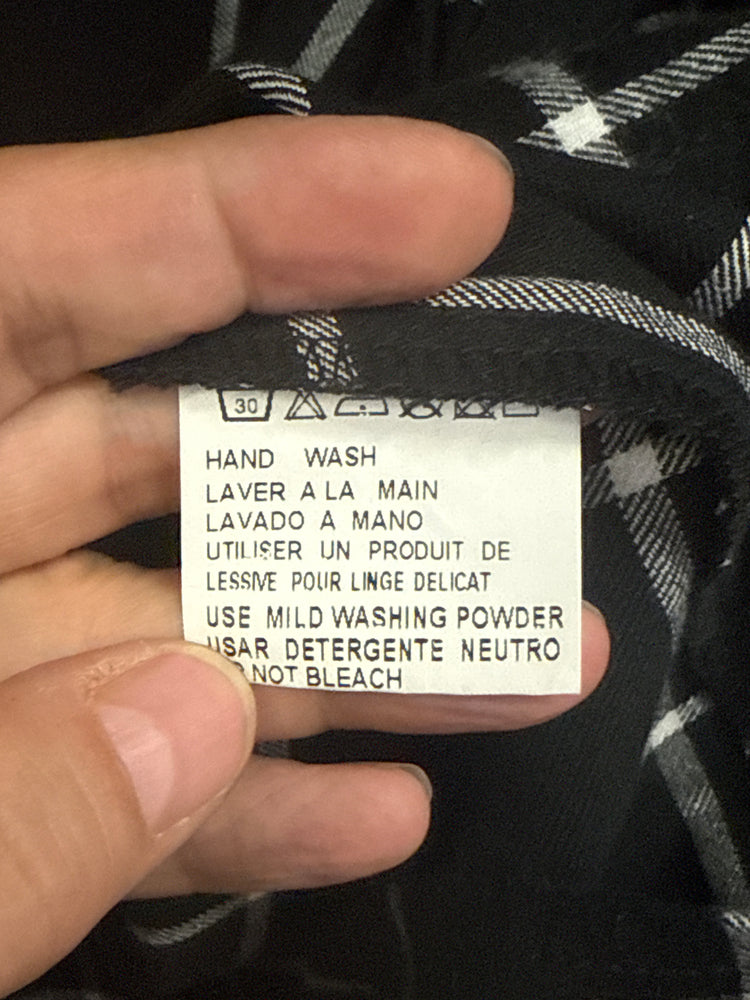 30
HAND WASH
LAVER A LA MAIN
LAVADO A MANO
UTILISER UN PRODUIT DE
LESSIVE POUR LINGE DELICAT
USE MILD WASHING POWDER
USAR DETERGENTE NEUTRO
NOT BLEACH